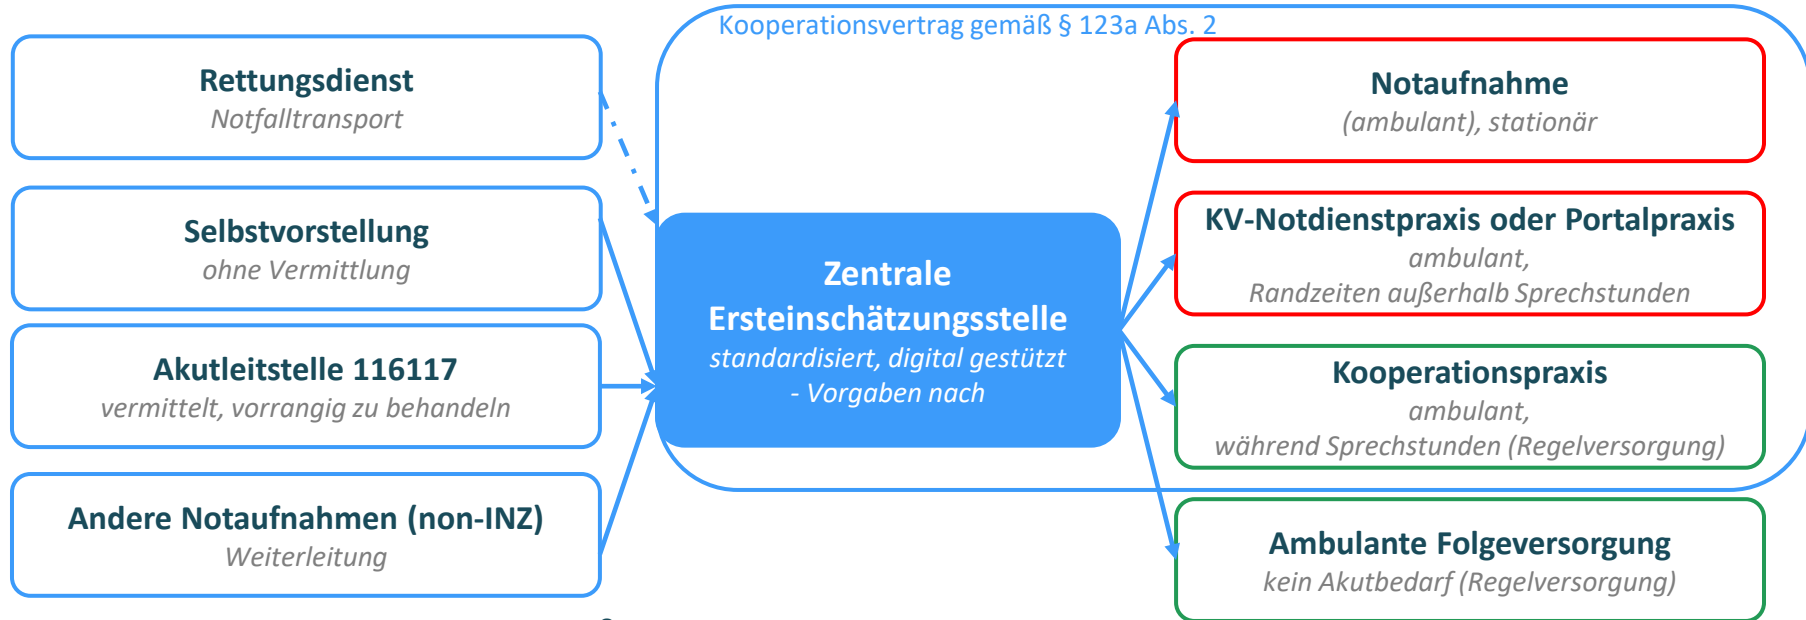 Kooperationsvertrag gemäß § 123a Abs. 2
Rettungsdienst
Notfalltransport
Selbstvorstellung
ohne Vermittlung
Akutleitstelle 116117
vermittelt, vorrangig zu behandeln
Andere Notaufnahmen (non-INZ)
Weiterleitung
Zentrale
Ersteinschätzungsstelle
standardisiert, digital gestützt
- Vorgaben nach
Notaufnahme
(ambulant), stationär
KV-Notdienstpraxis oder Portalpraxis
ambulant,
Randzeiten außerhalb Sprechstunden
Kooperationspraxis
ambulant,
während Sprechstunden (Regelversorgung)
Ambulante Folgeversorgung
kein Akutbedarf (Regelversorgung)